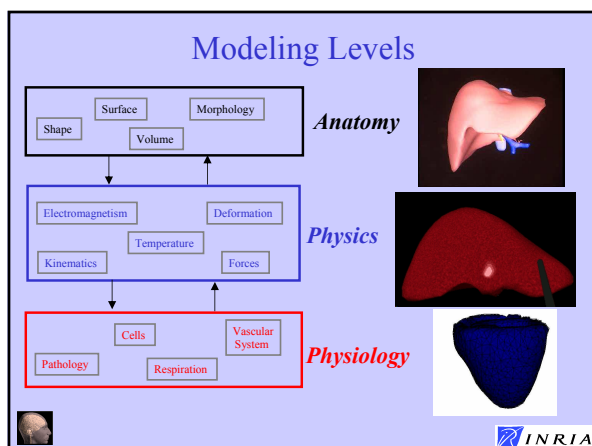 Modeling Levels
Surface
Morphology
Shape
Volume
Anatomy
Electromagnetism
Deformation
Temperature
Kinematics
Forces
Physics
Cells
Vascular
System
Pathology
Respiration
Physiology
INRIA